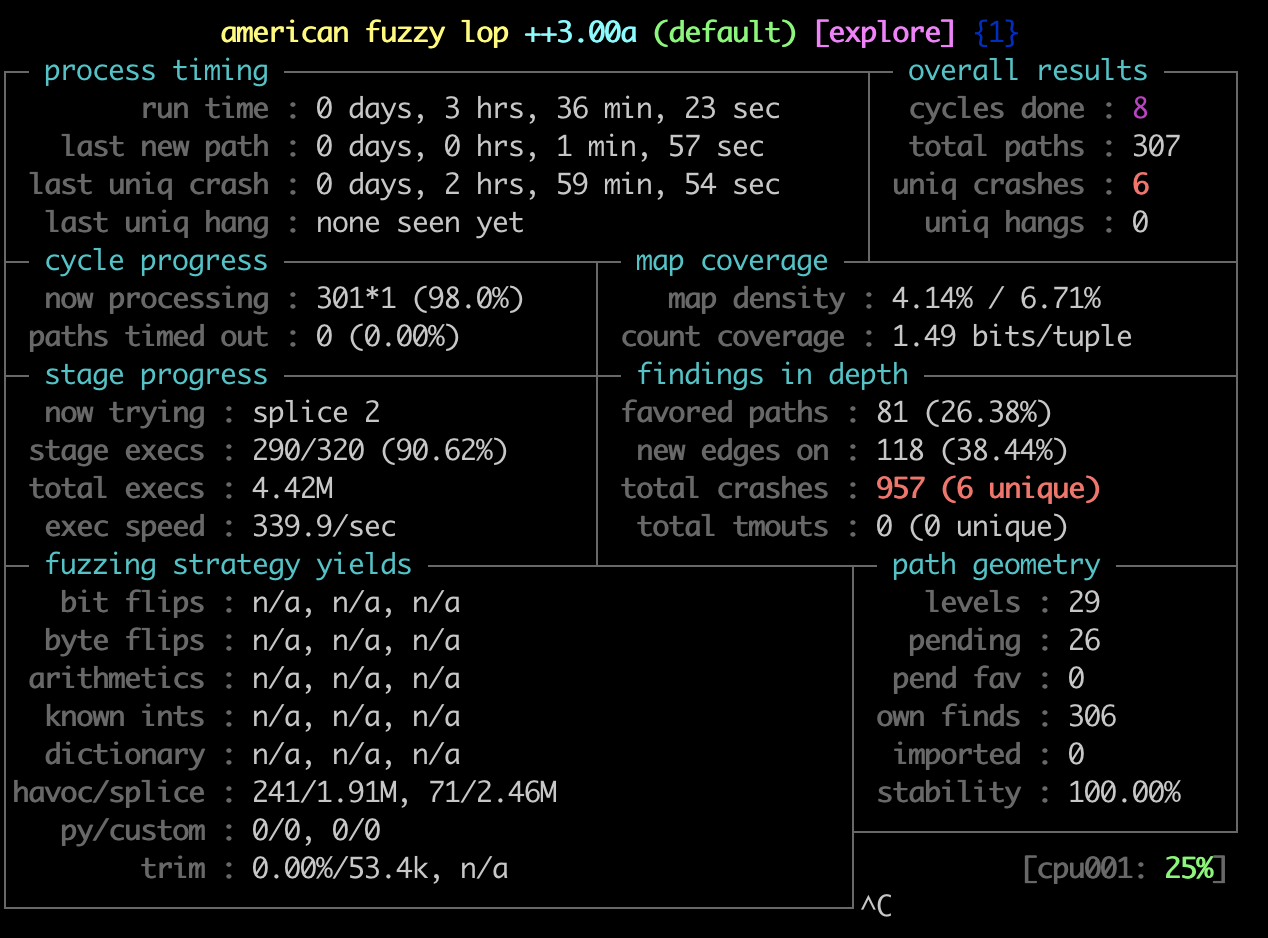 american fuzzy lop ++3.00a (default) [explore] {1}
process timing
run time : 0 days, 3 hrs, 36 min, 23 sec
last new path : 0 days, 0 hrs, 1 min, 57 sec
last uniq crash : 0 days, 2 hrs, 59 min, 54 sec
last uniq hang : none seen yet
overall results
cycles done : 8
total paths : 307
uniq crashes : 6
uniq hangs : 0
cycle progress
now processing : 301*1 (98.0%)
paths timed out : 0 (0.00%)
map coverage
map density : 4.14% / 6.71%
count coverage : 1.49 bits/tuple
stage progress
now trying : splice 2
stage execs : 290/320 (90.62%)
total execs : 4.42M
exec speed : 339.9/sec
findings in depth
favored paths : 81 (26.38%)
new edges on : 118 (38.44%)
total crashes : 957 (6 unique)
total tmouts : 0 (0 unique)
fuzzing strategy yields
bit flips : n/a, n/a, n/a
byte flips : n/a, n/a, n/a
arithmetics : n/a, n/a, n/a
known ints : n/a, n/a, n/a
dictionary : n/a, n/a, n/a
havoc/splice : 241/1.91M, 71/2.46M
py/custom : 0/0, 0/0
trim : 0.00%/53.4k, n/a
path geometry
levels : 29
pending : 26
pend fav : 0
own finds : 306
imported : 0
stability : 100.00%
[cpu001: 25%]
^C